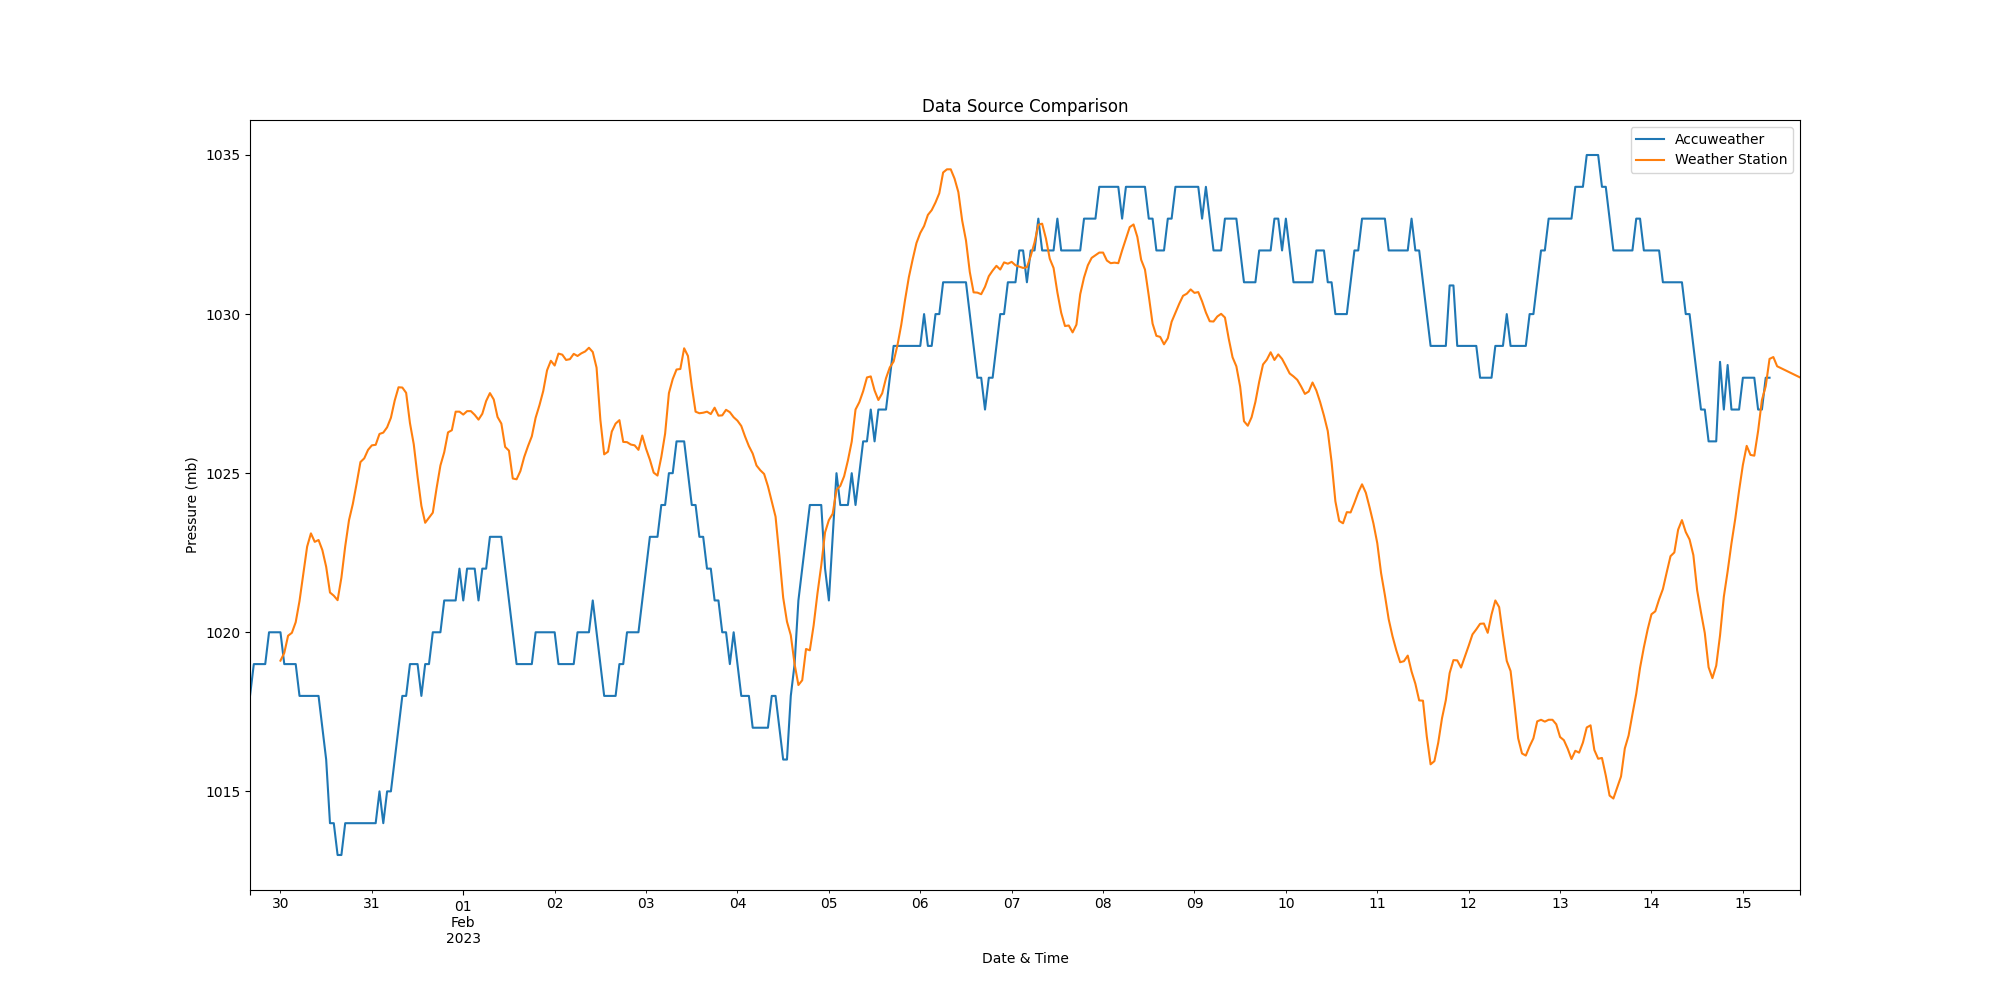 Data Source Comparison
Accuweather
Weather Station
1035
1030
1025
1020
1015
Pressure (mb)
30 31 01 02 03 04 05 06 07 08 09 10 11 12 13 14 15
Feb
2023
Date & Time